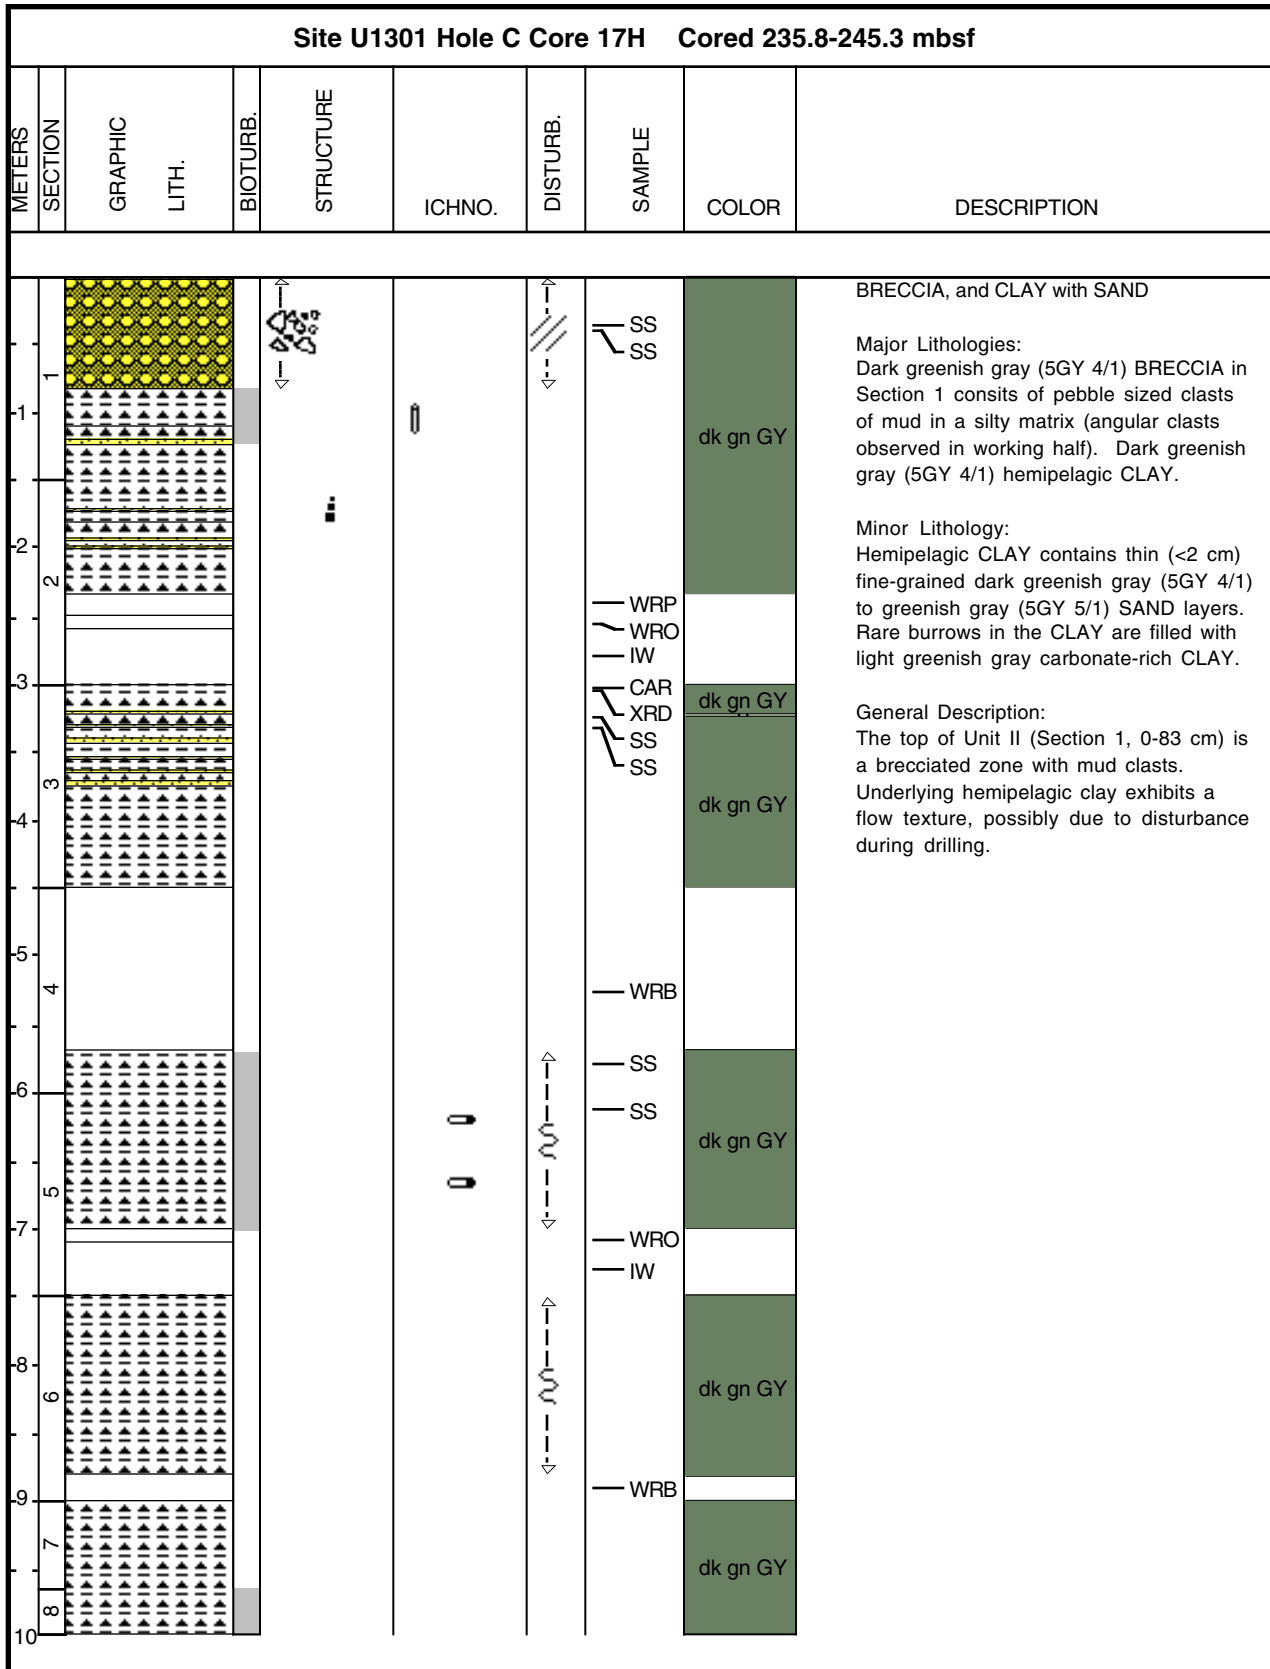 Site U1301 Hole C Core 17H Cored 235.8-245.3 mbsf
METERS
SECTION
GRAPHIC
LITH.
BIOTURB.
STRUCTURE
ICHNO.
DISTURB.
SAMPLE
COLOR
DESCRIPTION
1
2
3
4
5
6
7
8
9
10
1
2
3
4
5
6
7
8
SS
SS
WRP
WRO
IW
CAR
XRD
SS
SS
WRB
SS
SS
WRO
IW
WRB
dk gn GY
dk gn GY
dk gn GY
dk gn GY
dk gn GY
dk gn GY
BRECCIA, and CLAY with SAND
Major Lithologies:
Dark greenish gray (5GY 4/1) BRECCIA in
Section 1 consits of pebble sized clasts
of mud in a silty matrix (angular clasts
observed in working half). Dark greenish
gray (5GY 4/1) hemipelagic CLAY.
Minor Lithology:
Hemipelagic CLAY contains thin (<2 cm)
fine-grained dark greenish gray (5GY 4/1)
to greenish gray (5GY 5/1) SAND layers.
Rare burrows in the CLAY are filled with
light greenish gray carbonate-rich CLAY.
General Description:
The top of Unit II (Section 1, 0-83 cm) is
a brecciated zone with mud clasts.
Underlying hemipelagic clay exhibits a
flow texture, possibly due to disturbance
during drilling.